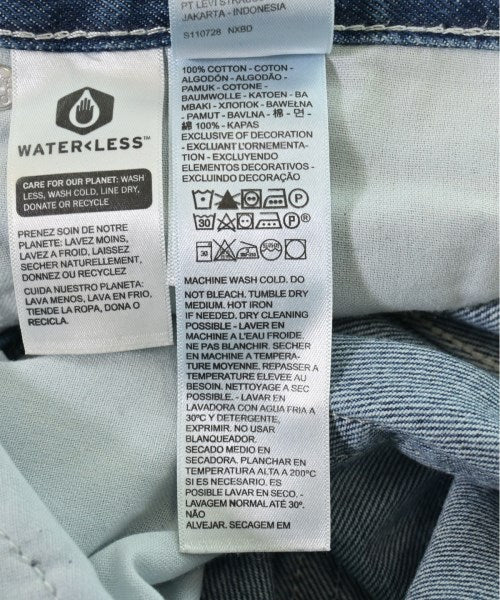 WATER<LESS™
CARE FOR OUR PLANET: WASH
LESS, WASH COLD, LINE DRY,
DONATE OR RECYCLE
PRENEZ SOIN DE NOTRE
PLANETE: LAVEZ MOINS,
LAVEZ A FROID, LAISSEZ
SECHER NATURELLEMENT,
DONNEZ OU RECYCLEZ
CUIDA NUESTRO PLANETA:
LAVA MENOS, LAVA EN FRIO,
TIENDE LA ROPA, DONA O
RECICLA.
PT LEVI STRAUSS
JAKARTA - INDONESIA
S110728 NXBD
100% COTTON - COTON -
ALGODÓN - ALGODÃO -
PAMUK - COTONE -
BAUMWOLLE - KATOEN - BA
MBAKI - ХЛОПОК - BAWEŁNA
- PAMUT - BAVLNA - 棉 - 면 -
綿 100% - KAPAS
EXCLUSIVE OF DECORATION
- EXCLUANT L'ORNEMENTA-
TION - EXCLUYENDO
ELEMENTOS DECORATIVOS -
EXCLUINDO DECORAÇÃO
P
30 P®
30
MACHINE WASH COLD. DO
NOT BLEACH. TUMBLE DRY
MEDIUM. HOT IRON
IF NEEDED. DRY CLEANING
POSSIBLE - LAVER EN
MACHINE A L'EAU FROIDE
NE PAS BLANCHIR. SECHER
EN MACHINE A TEMPERA-
TURE MOYENNE. REPASSER A
TEMPERATURE ELEVEE AU
BESOIN. NETTOYAGE A SEC
POSSIBLE. - LAVAR EN
LAVADORA CON AGUA FRIA A
30ºC Y DETERGENTE,
EXPRIMIR. NO USAR
BLANQUEADOR.
SECADO MEDIO EN
SECADORA. PLANCHAR EN
TEMPERATURA ALTA A 200ºC
SI ES NECESARIO. ES
POSIBLE LAVAR EN SECO. -
LAVAGEM NORMAL ATÉ 30º.
NÃO
ALVEJAR. SECAGEM EM